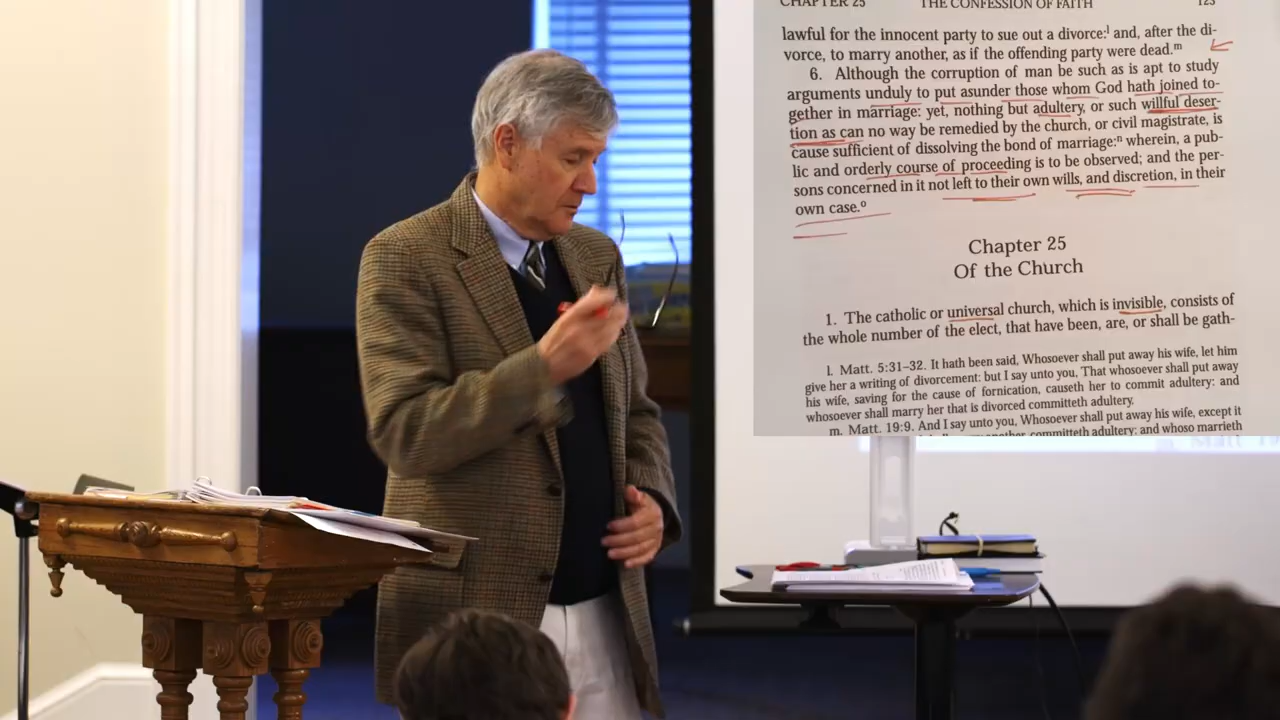 CHAPTER 25 THE CONFESSION OF FAITH 123
lawful for the innocent party to sue out a divorce:l and, after the di-
vorce, to marry another, as if the offending party were dead.m
6. Although the corruption of man be such as is apt to study
arguments unduly to put asunder those whom God hath joined to-
gether in marriage: yet, nothing but adultery, or such willful deser-
tion as can no way be remedied by the church, or civil magistrate, is
cause sufficient of dissolving the bond of marriage:n wherein, a pub-
lic and orderly course of proceeding is to be observed; and the per-
sons concerned in it not left to their own wills, and discretion, in their
own case.o
Chapter 25
Of the Church
1. The catholic or universal church, which is invisible, consists of
the whole number of the elect, that have been, are, or shall be gath-
l. Matt. 5:31–32. It hath been said, Whosoever shall put away his wife, let him
give her a writing of divorcement: but I say unto you, That whosoever shall put away
his wife, saving for the cause of fornication, causeth her to commit adultery: and
whosoever shall marry her that is divorced committeth adultery.
m. Matt. 19:9. And I say unto you, Whosoever shall put away his wife, except it
another, committeth adultery: and whoso marrieth